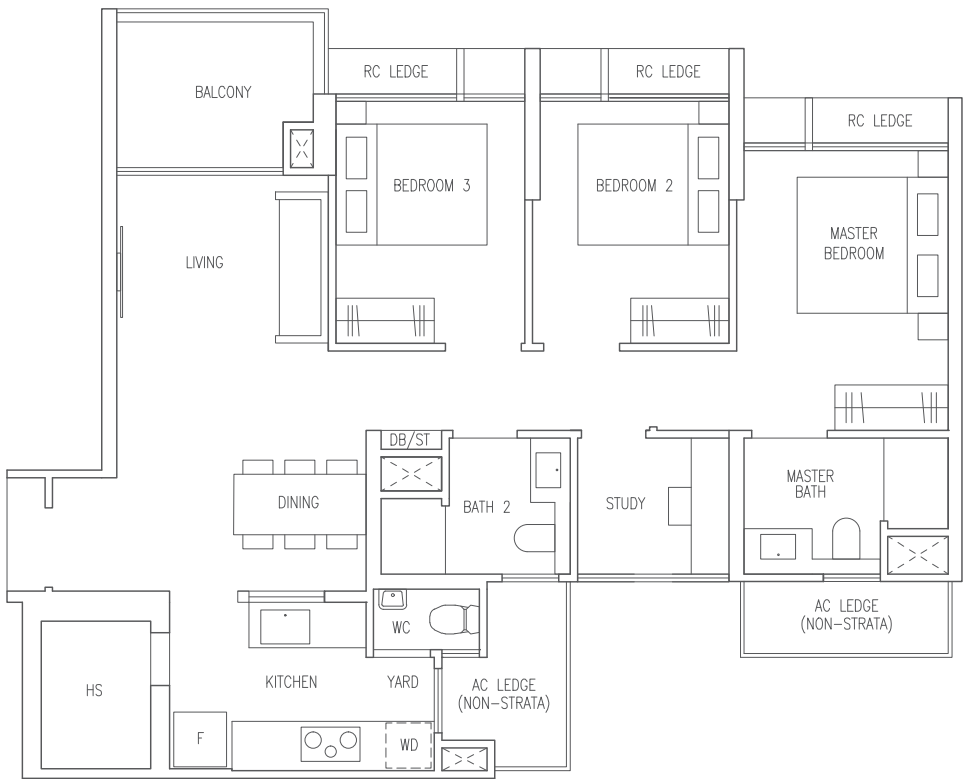 RC LEDGE
RC LEDGE
BALCONY
RC LEDGE
BEDROOM 3
BEDROOM 2
MASTER
BEDROOM
LIVING
DB/ST
MASTER
BATH
DINING
BATH 2
STUDY
AC LEDGE
(NON-STRATA)
WC
HS
KITCHEN
YARD
AC LEDGE
(NON-STRATA)
F
WD